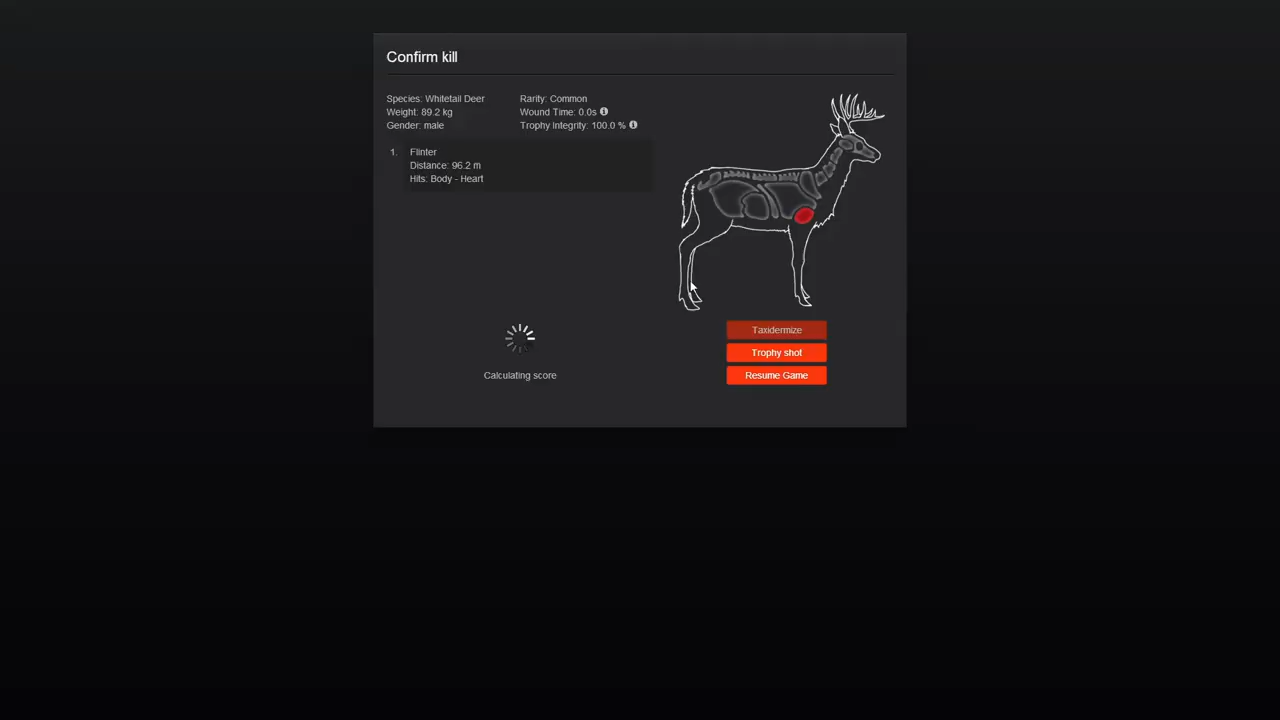 Confirm kill
Species: Whitetail Deer
Weight: 89.2 kg
Gender: male
Rarity: Common
Wound Time: 0.0s
Trophy Integrity: 100.0 %
1.
Flinter
Distance: 96.2 m
Hits: Body - Heart
Calculating score
Taxidermize
Trophy shot
Resume Game